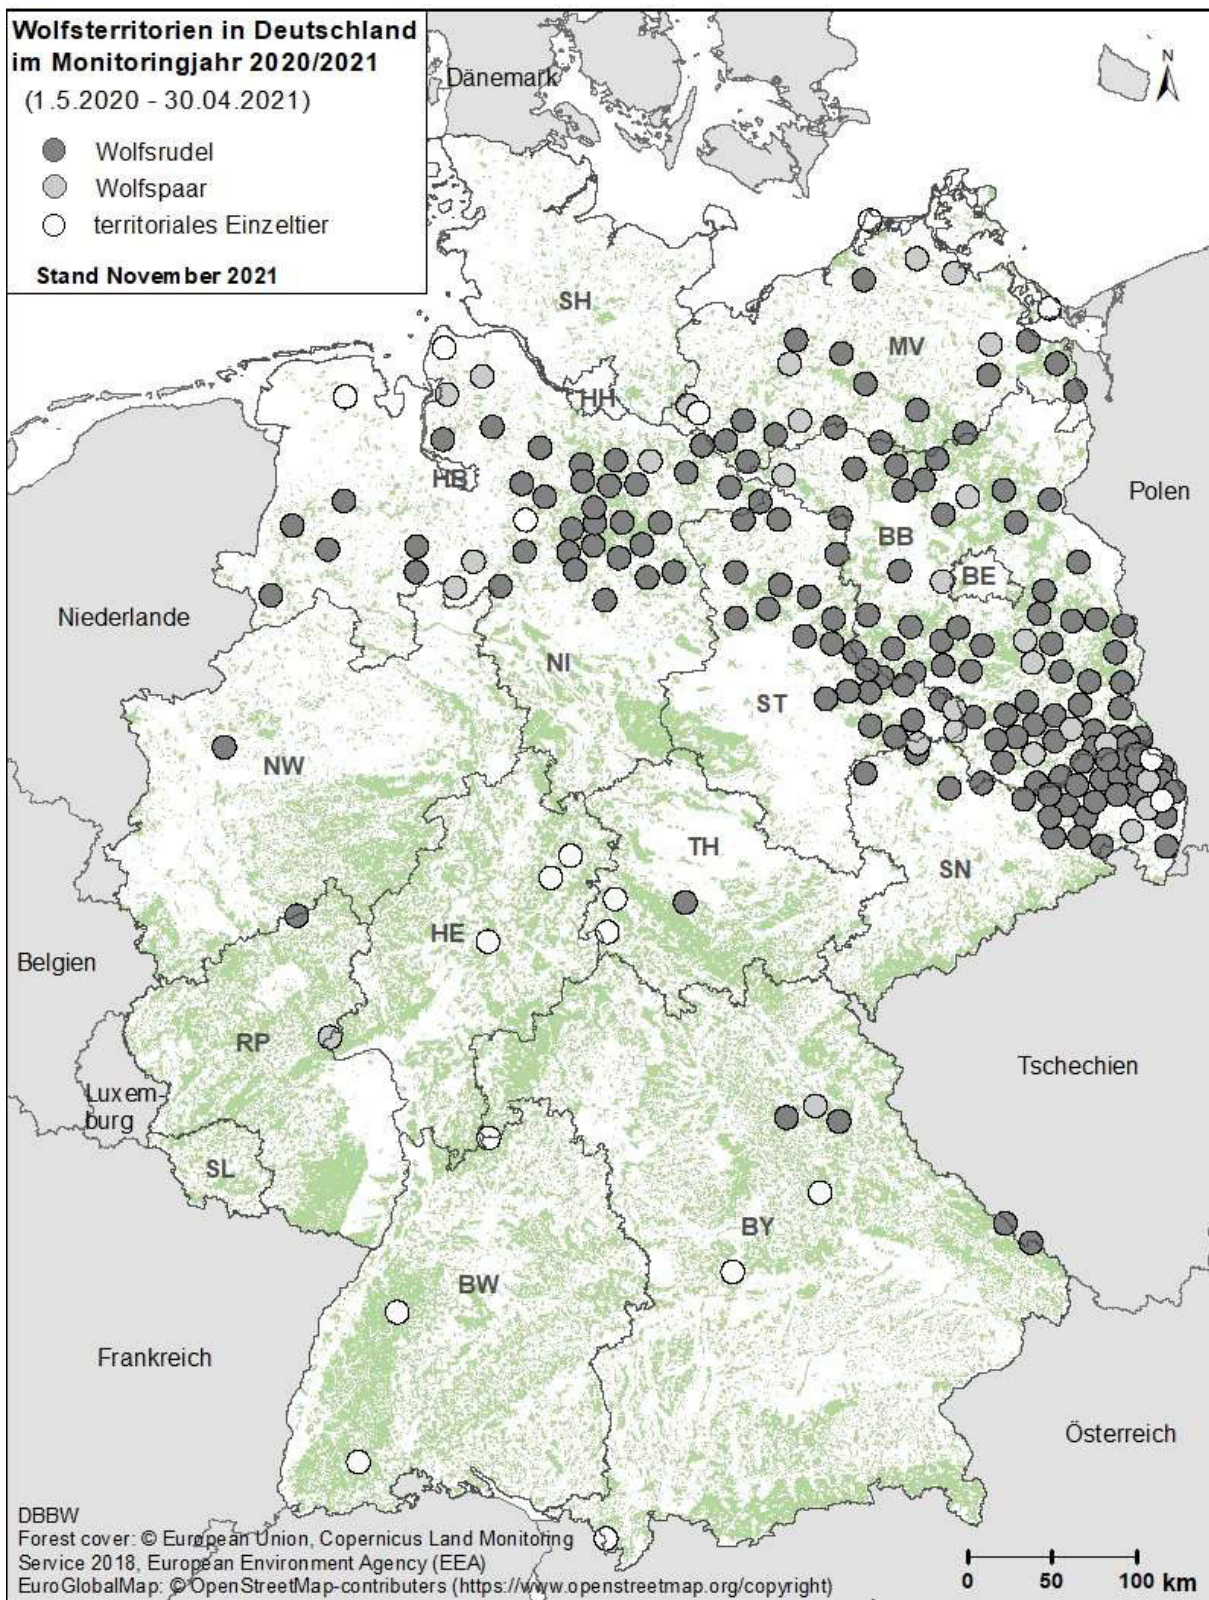 Wolfsterritorien in Deutschland
im Monitoringjahr 2020/2021
(1.5.2020 - 30.04.2021)
Wolfsrudel
Wolfspaar
territoriales Einzeltier
Stand November 2021
Dänemark
N
SH
MV
HH
HB
Polen
BB
BE
Niederlande
NI
ST
NW
TH
SN
HE
Belgien
RP
Tschechien
Luxem-
burg
SL
BY
BW
Frankreich
Österreich
DBBW
Forest cover: © European Union, Copernicus Land Monitoring
Service 2018, European Environment Agency (EEA)
EuroGlobalMap: © OpenStreetMap-contributers (https://www.openstreetmap.org/copyright)
0 50 100 km